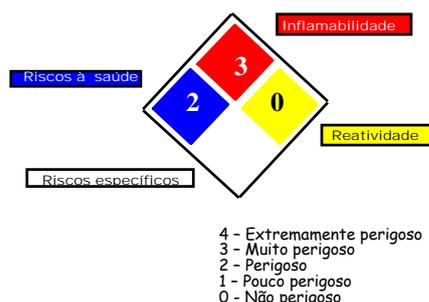 Inflamabilidade
3
Riscos à saúde
2
0
Reatividade
Riscos específicos
4 - Extremamente perigoso
3 - Muito perigoso
2 - Perigoso
1 - Pouco perigoso
0 - Não perigoso